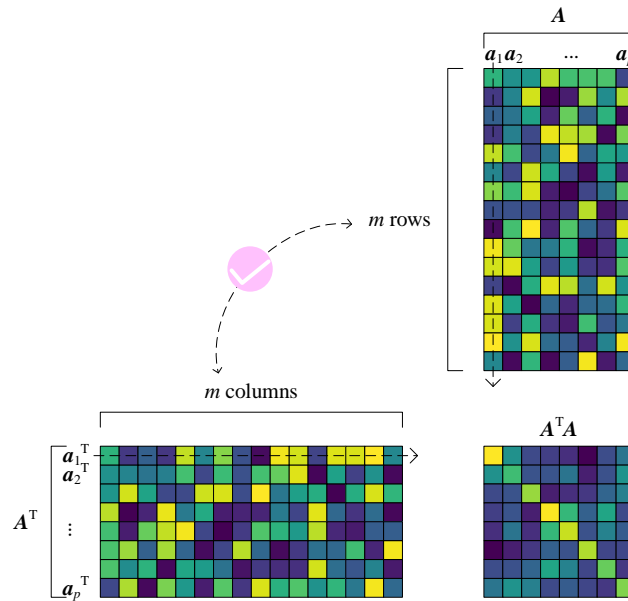 A
a₁ a₂ ...
m rows
m columns
AᵀA
a₁ᵀ
a₂ᵀ
Aᵀ
⋮
aₚᵀ